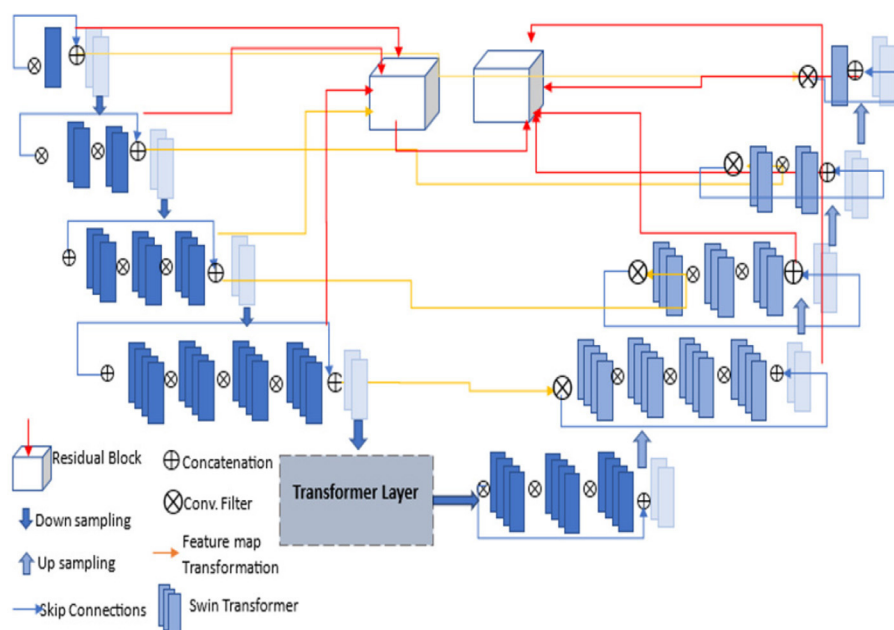 Residual Block
Down sampling
Up sampling
Skip Connections
Concatenation
Conv. Filter
Feature map
Transformation
Swin Transformer
Transformer Layer